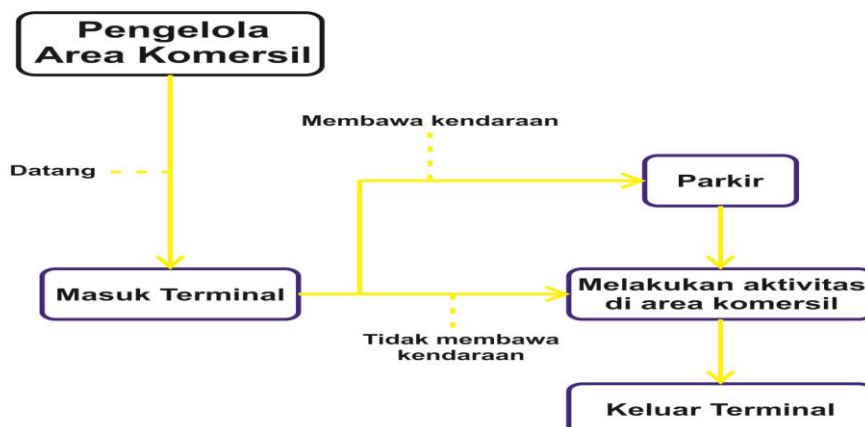 Pengelola
Area Komersil
Membawa kendaraan
Datang
Parkir
Masuk Terminal
Melakukan aktivitas
di area komersil
Tidak membawa
kendaraan
Keluar Terminal